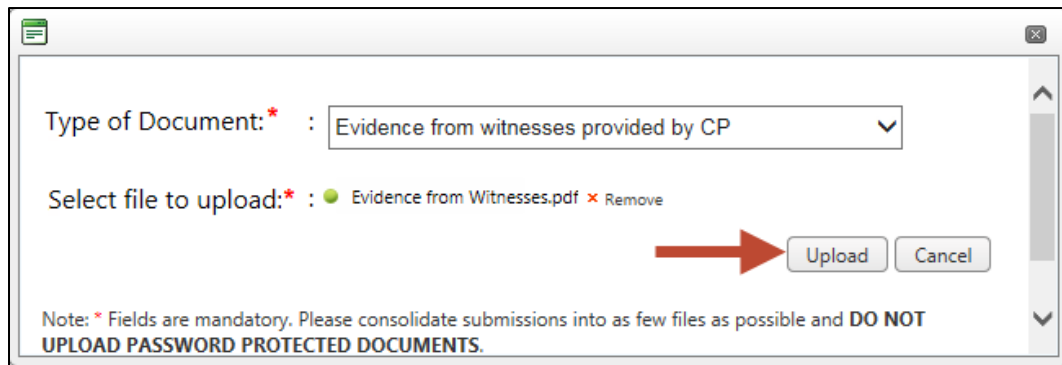 Type of Document:* : Evidence from witnesses provided by CP
Select file to upload:* : Evidence from Witnesses.pdf × Remove
Upload Cancel
Note: * Fields are mandatory. Please consolidate submissions into as few files as possible and DO NOT
UPLOAD PASSWORD PROTECTED DOCUMENTS.